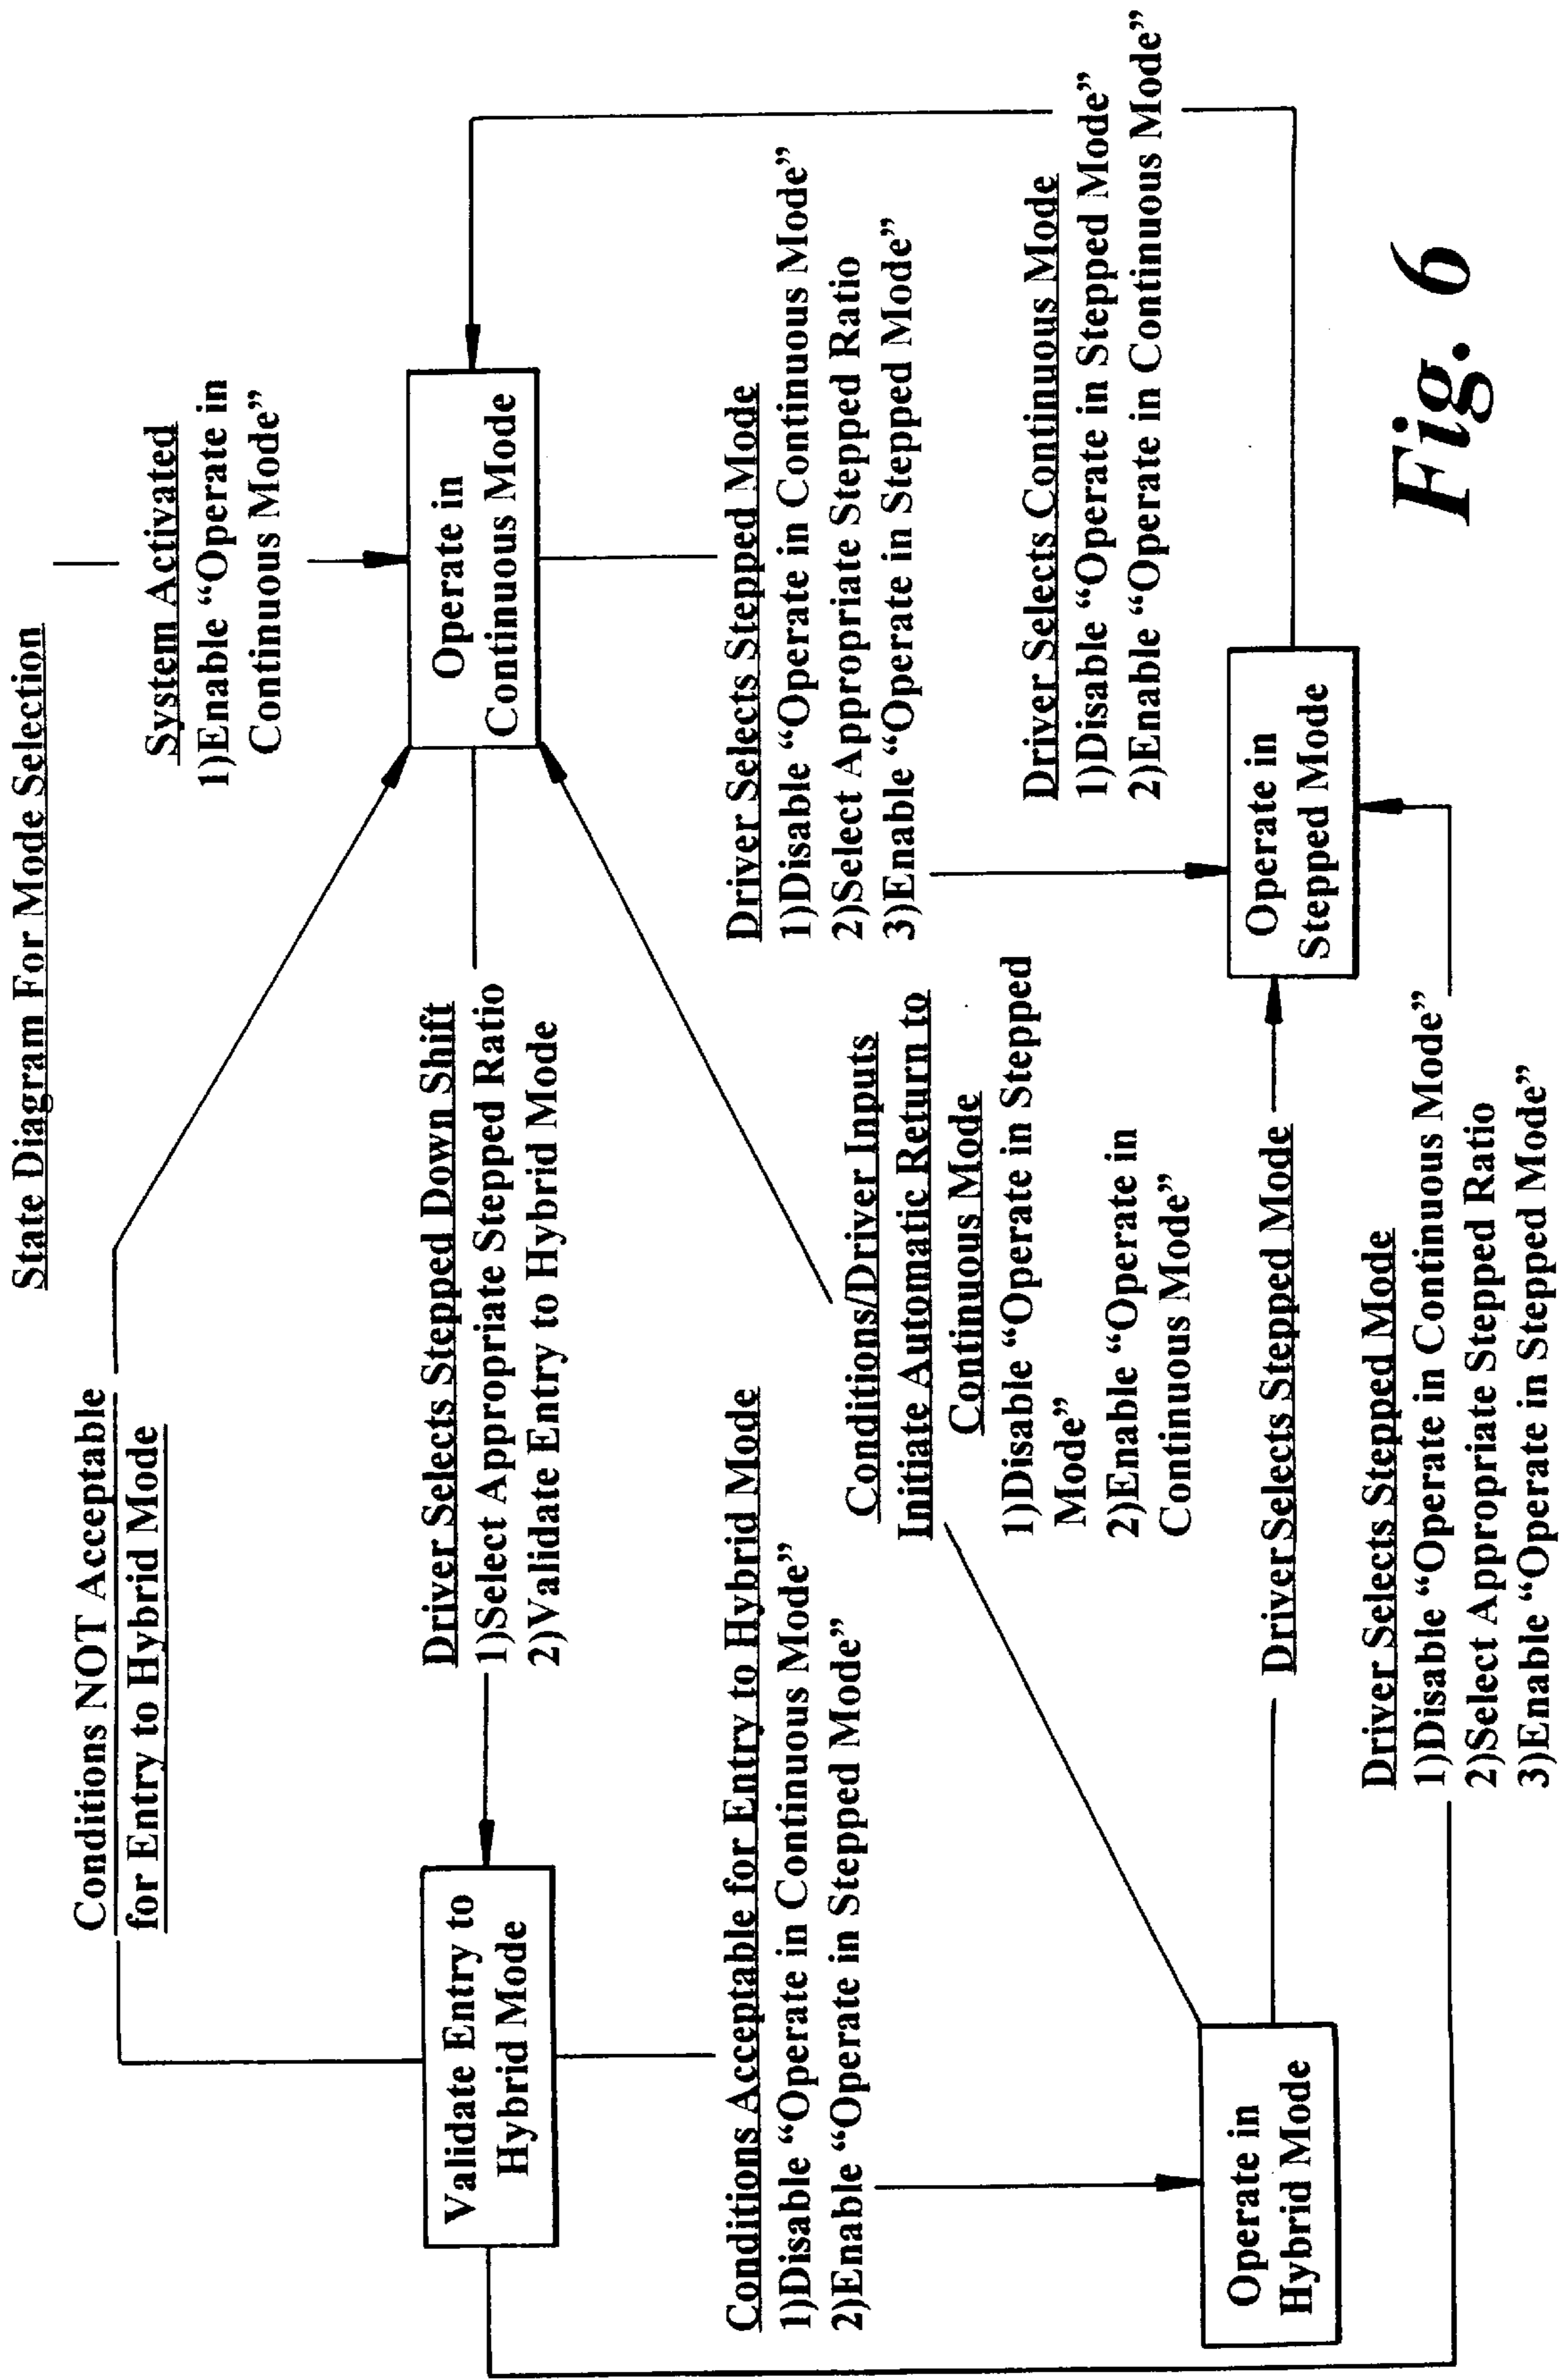 State Diagram For Mode Selection
Conditions NOT Acceptable
for Entry to Hybrid Mode
System Activated
1)Enable “Operate in
Continuous Mode”
Validate Entry to
Hybrid Mode
Driver Selects Stepped Down Shift
1)Select Appropriate Stepped Ratio
2)Validate Entry to Hybrid Mode
Operate in
Continuous Mode
Conditions Acceptable for Entry to Hybrid Mode
1)Disable “Operate in Continuous Mode”
2)Enable “Operate in Stepped Mode”
Driver Selects Stepped Mode
1)Disable “Operate in Continuous Mode”
2)Select Appropriate Stepped Ratio
3)Enable “Operate in Stepped Mode”
Conditions/Driver Inputs
Initiate Automatic Return to
Continuous Mode
1)Disable “Operate in Stepped
Mode”
2)Enable “Operate in
Continuous Mode”
Driver Selects Continuous Mode
1)Disable “Operate in Stepped Mode”
2)Enable “Operate in Continuous Mode”
Operate in
Hybrid Mode
Driver Selects Stepped Mode
Operate in
Stepped Mode
Driver Selects Stepped Mode
1)Disable “Operate in Continuous Mode”
2)Select Appropriate Stepped Ratio
3)Enable “Operate in Stepped Mode”
Fig. 6